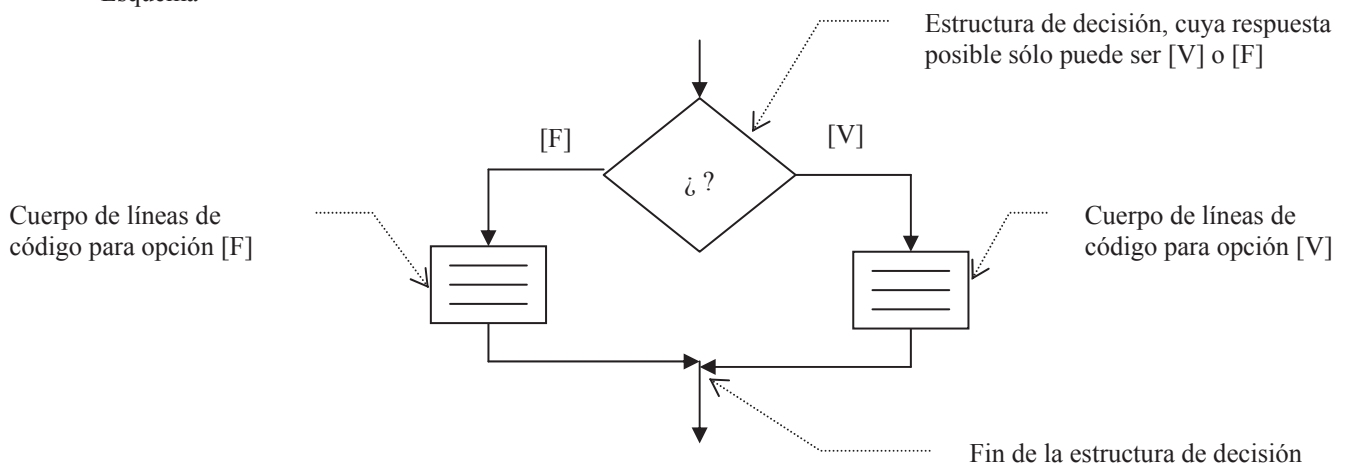 Esquema
Estructura de decisión, cuya respuesta
posible sólo puede ser [V] o [F]
[F]
[V]
¿ ?
Cuerpo de líneas de
código para opción [F]
Cuerpo de líneas de
código para opción [V]
Fin de la estructura de decisión